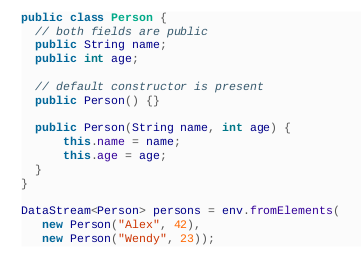 public class Person {
  // both fields are public
  public String name;
  public int age;

  // default constructor is present
  public Person() {}

  public Person(String name, int age) {
      this.name = name;
      this.age = age;
  }
}

DataStream<Person> persons = env.fromElements(
   new Person("Alex", 42),
   new Person("Wendy", 23));